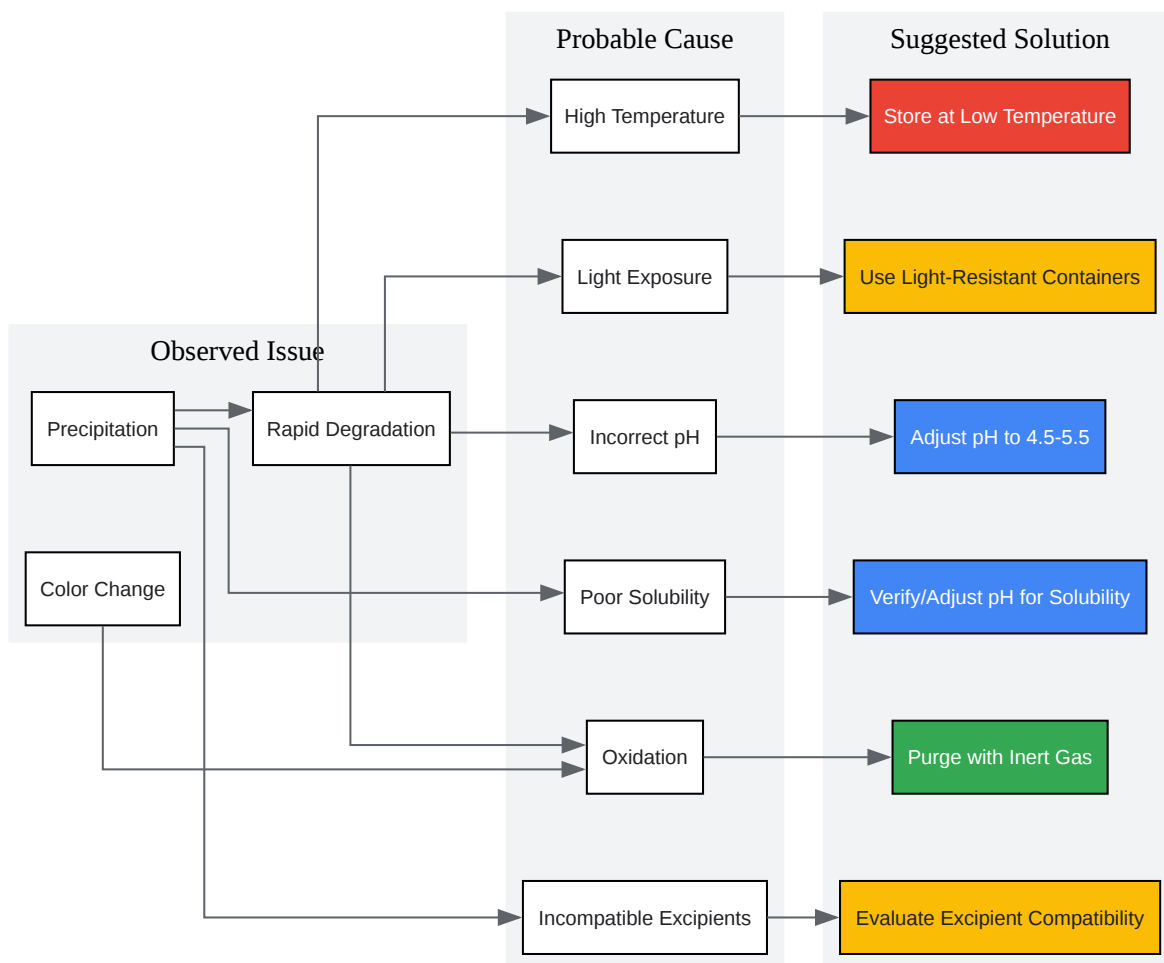 Probable Cause
Suggested Solution
High Temperature
Store at Low Temperature
Light Exposure
Use Light-Resistant Containers
Observed Issue
Precipitation
Rapid Degradation
Incorrect pH
Adjust pH to 4.5-5.5
Color Change
Poor Solubility
Verify/Adjust pH for Solubility
Oxidation
Purge with Inert Gas
Incompatible Excipients
Evaluate Excipient Compatibility